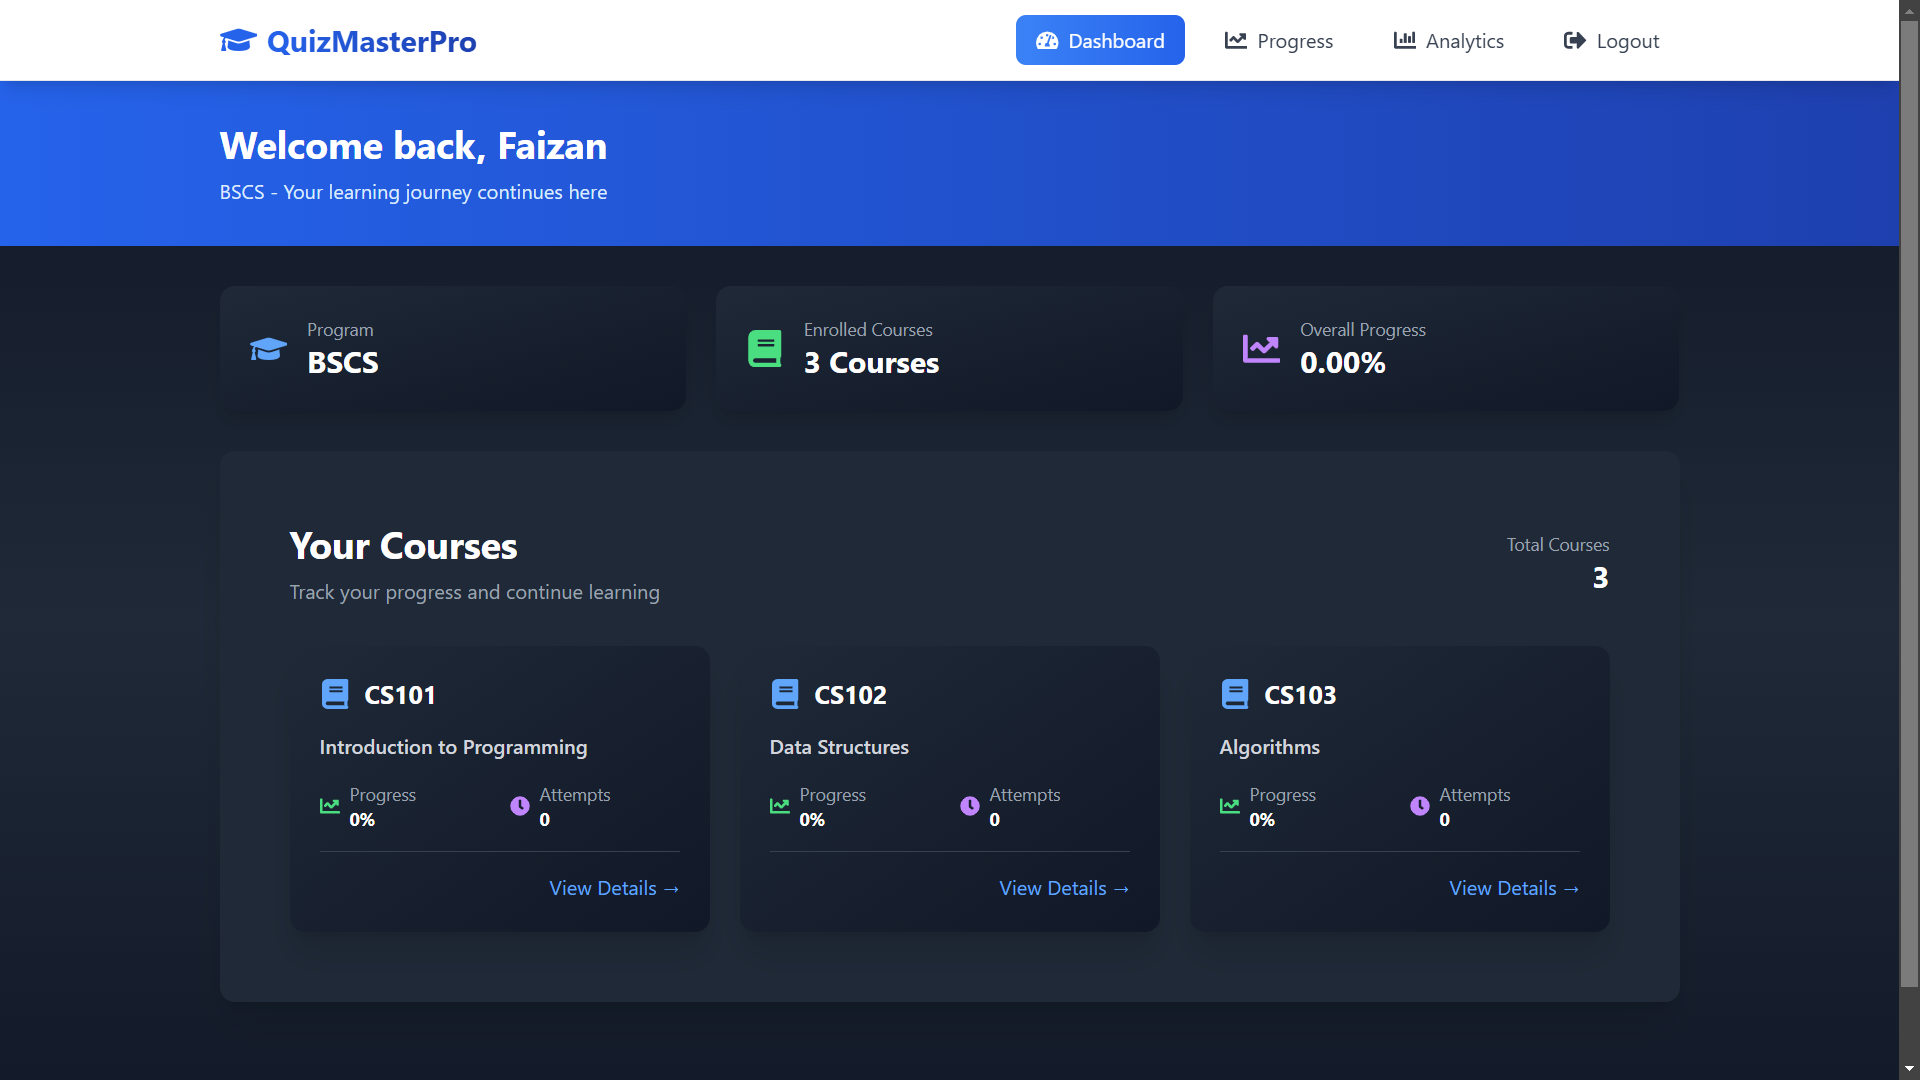 QuizMasterPro
Dashboard
Progress
Analytics
Logout
Welcome back, Faizan
BSCS - Your learning journey continues here
Program
BSCS
Enrolled Courses
3 Courses
Overall Progress
0.00%
Your Courses
Track your progress and continue learning
Total Courses
3
CS101
Introduction to Programming
Progress
0%
Attempts
0
View Details →
CS102
Data Structures
Progress
0%
Attempts
0
View Details →
CS103
Algorithms
Progress
0%
Attempts
0
View Details →